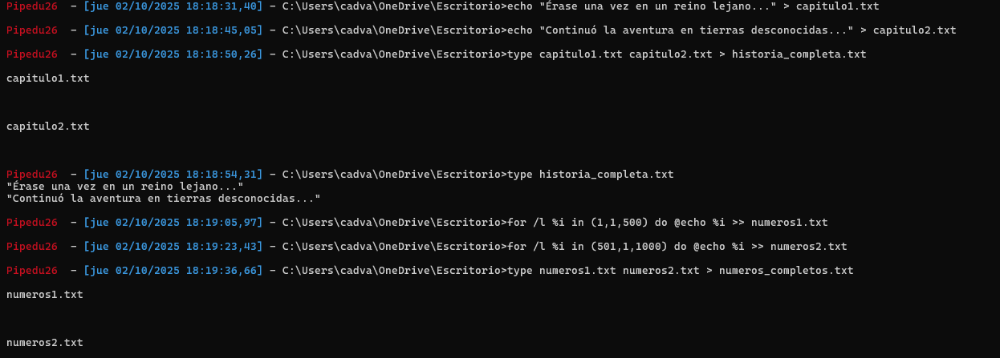 Pipedu26  - [jue 02/10/2025 18:18:31,40] - C:\Users\cadva\OneDrive\Escritorio>echo "Érase una vez en un reino lejano..." > capitulo1.txt
Pipedu26  - [jue 02/10/2025 18:18:45,05] - C:\Users\cadva\OneDrive\Escritorio>echo "Continuó la aventura en tierras desconocidas..." > capitulo2.txt
Pipedu26  - [jue 02/10/2025 18:18:50,26] - C:\Users\cadva\OneDrive\Escritorio>type capitulo1.txt capitulo2.txt > historia_completa.txt
capitulo1.txt
capitulo2.txt
Pipedu26  - [jue 02/10/2025 18:18:54,31] - C:\Users\cadva\OneDrive\Escritorio>type historia_completa.txt
"Érase una vez en un reino lejano..."
"Continuó la aventura en tierras desconocidas..."
Pipedu26  - [jue 02/10/2025 18:19:05,97] - C:\Users\cadva\OneDrive\Escritorio>for /l %i in (1,1,500) do @echo %i >> numeros1.txt
Pipedu26  - [jue 02/10/2025 18:19:23,43] - C:\Users\cadva\OneDrive\Escritorio>for /l %i in (501,1,1000) do @echo %i >> numeros2.txt
Pipedu26  - [jue 02/10/2025 18:19:36,66] - C:\Users\cadva\OneDrive\Escritorio>type numeros1.txt numeros2.txt > numeros_completos.txt
numeros1.txt
numeros2.txt